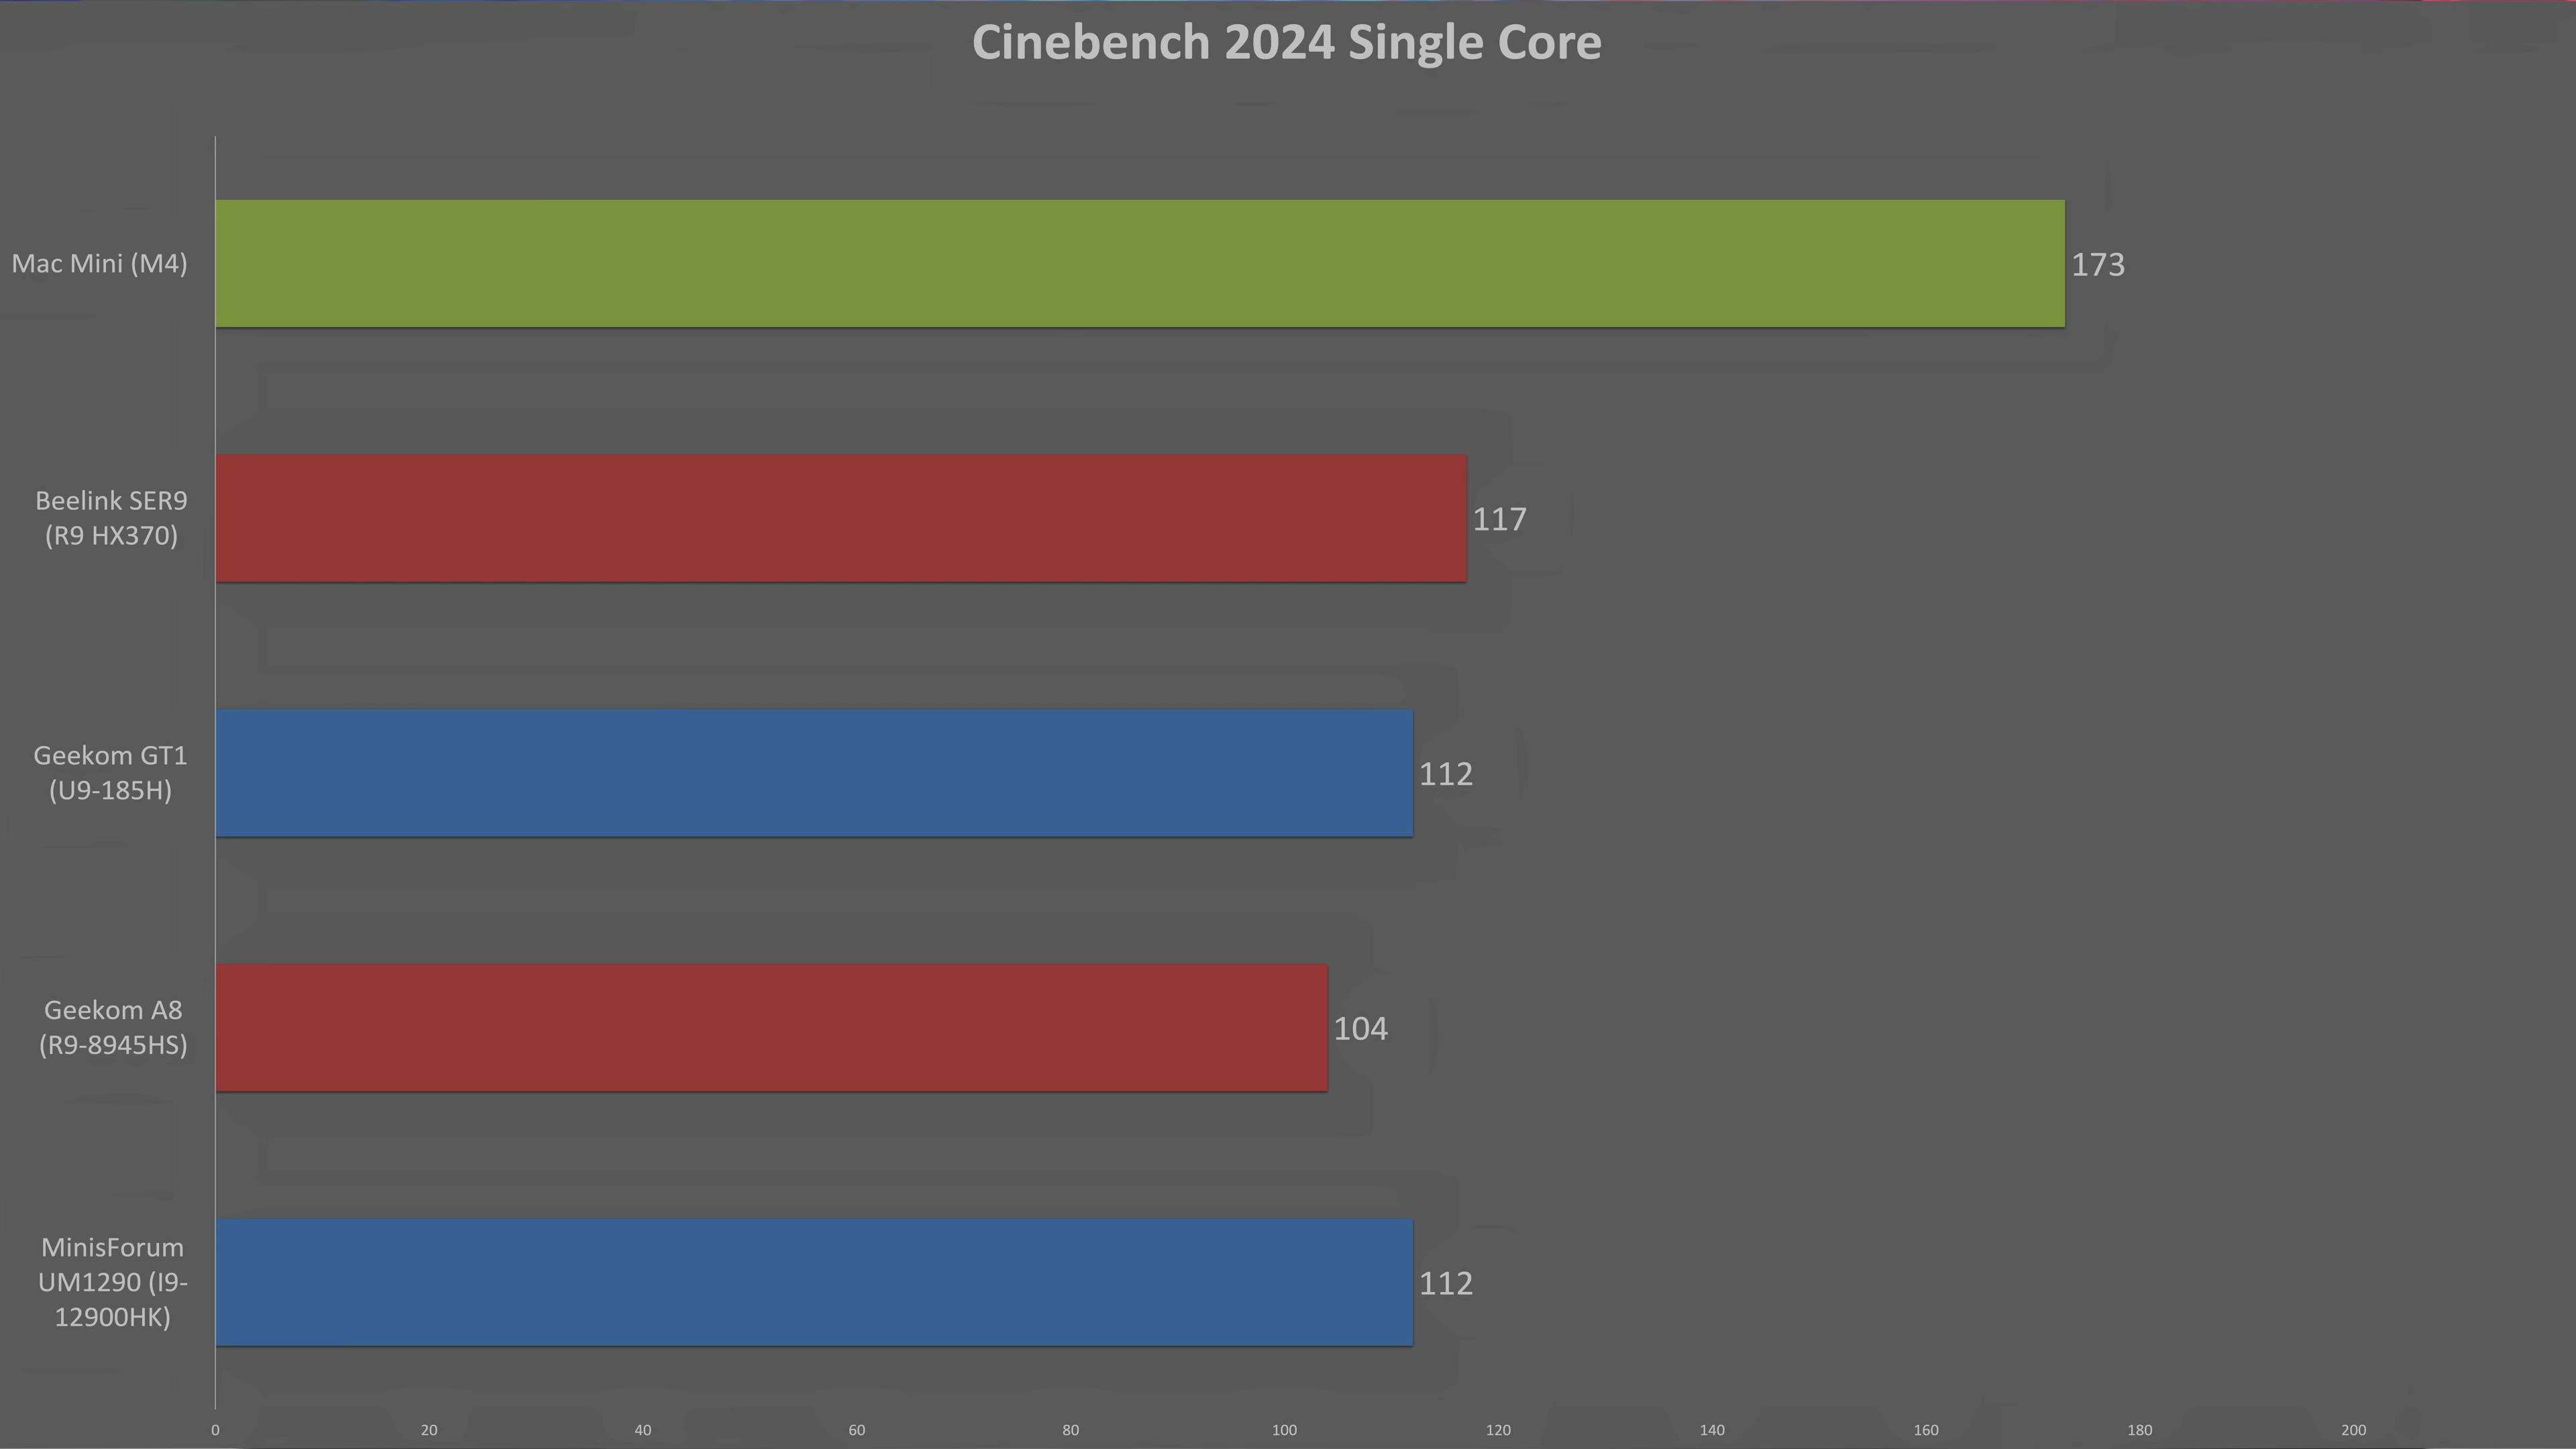 Cinebench 2024 Single Core
Mac Mini (M4)
173
Beelink SER9
(R9 HX370)
117
Geekom GT1
(U9-185H)
112
Geekom A8
(R9-8945HS)
104
MinisForum
UM1290 (I9-
12900HK)
112
0 20 40 60 80 100 120 140 160 180 200